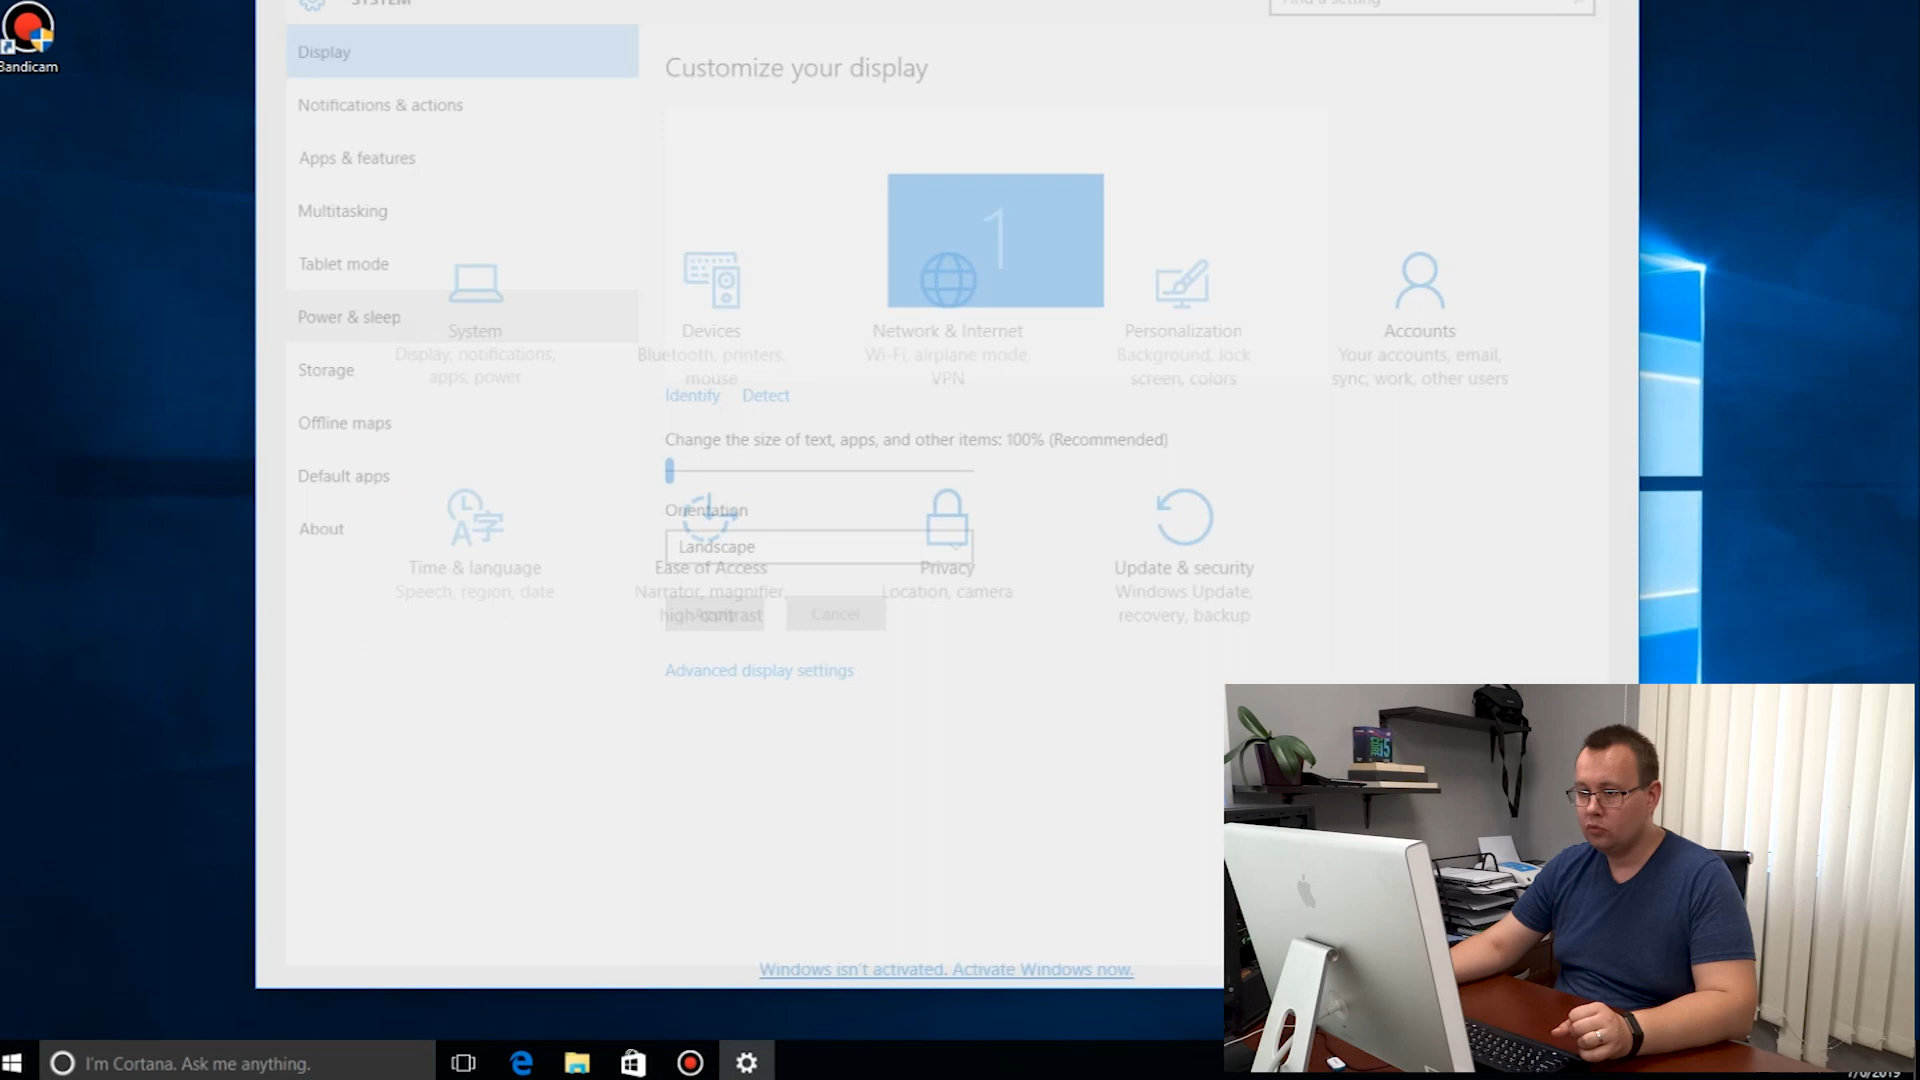 SYSTEM
Find a setting
Bandicam
Display
Notifications & actions
Apps & features
Multitasking
Tablet mode
Power & sleep
Storage
Offline maps
Default apps
About
Customize your display
1
System
Display, notifications,
apps, power
Devices
Bluetooth, printers,
mouse
Network & Internet
Wi-Fi, airplane mode,
VPN
Personalization
Background, lock
screen, colors
Accounts
Your accounts, email,
sync, work, other users
Identify Detect
Change the size of text, apps, and other items: 100% (Recommended)
Orientation
Landscape
Time & language
Speech, region, date
Ease of Access
Narrator, magnifier,
high contrast
Privacy
Location, camera
Update & security
Windows Update,
recovery, backup
Cancel
Advanced display settings
Windows isn't activated. Activate Windows now.
I'm Cortana. Ask me anything.
CORE i5
7/6/2019